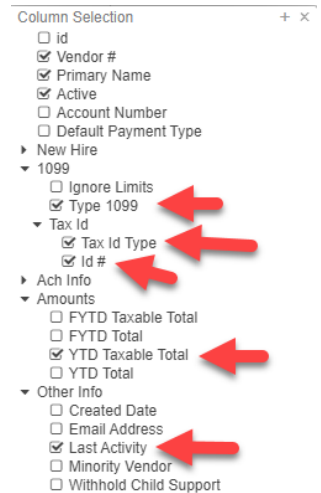 Column Selection + ×
id
Vendor #
Primary Name
Active
Account Number
Default Payment Type
New Hire
1099
Ignore Limits
Type 1099
Tax Id
Tax Id Type
Id #
Ach Info
Amounts
FYTD Taxable Total
FYTD Total
YTD Taxable Total
YTD Total
Other Info
Created Date
Email Address
Last Activity
Minority Vendor
Withhold Child Support